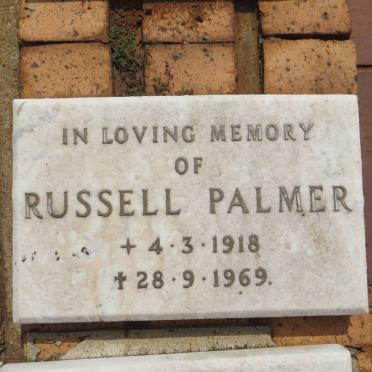 IN LOVING MEMORY
OF
RUSSELL PALMER
+ 4·3·1918
✝ 28·9·1969.